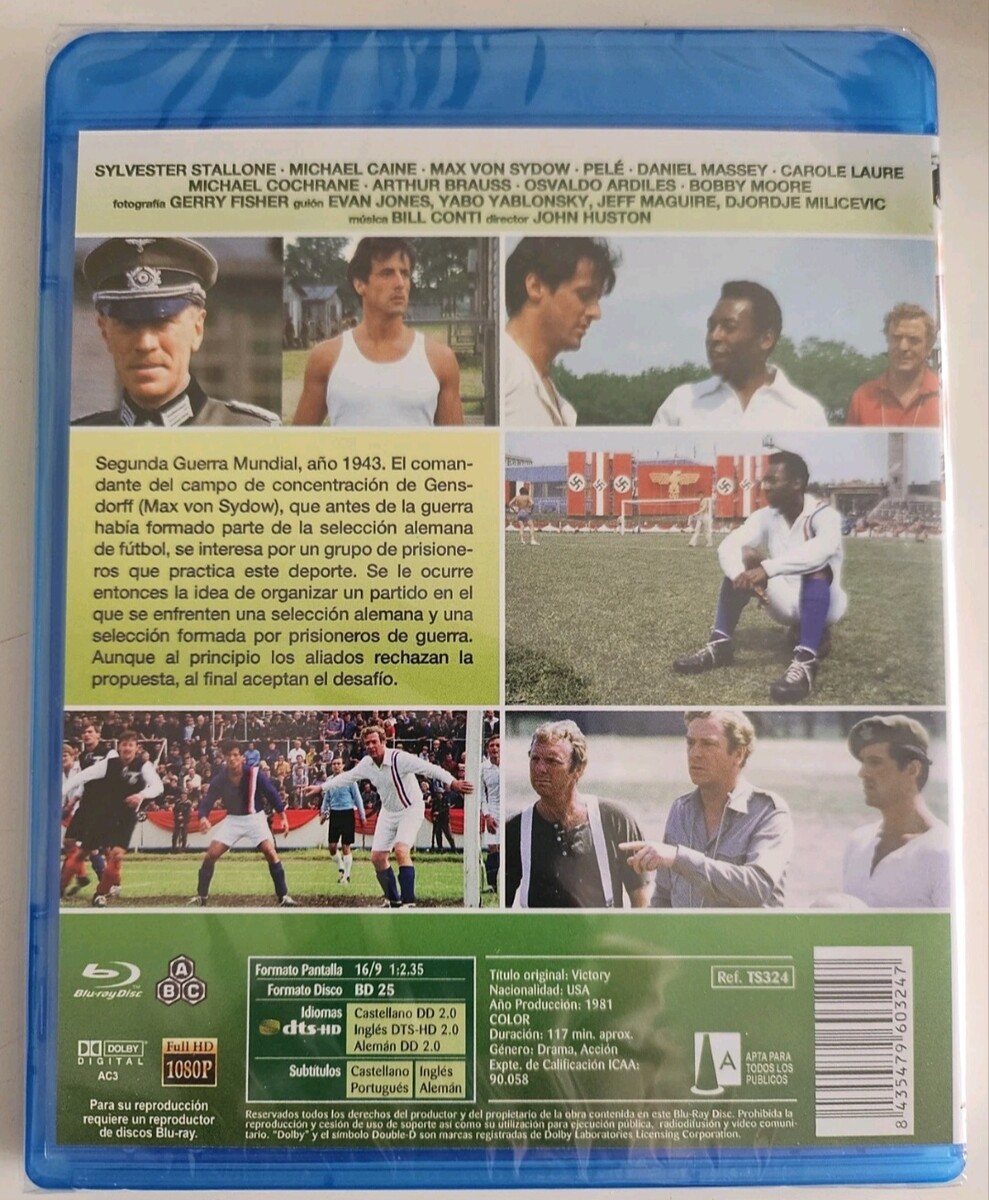 SYLVESTER STALLONE · MICHAEL CAINE · MAX VON SYDOW · PELÉ · DANIEL MASSEY · CAROLE LAURE
MICHAEL COCHRANE · ARTHUR BRAUSS · OSVALDO ARDILES · BOBBY MOORE
fotografía GERRY FISHER guión EVAN JONES, YABO YABLONSKY, JEFF MAGUIRE, DJORDJE MILICEVIC
música BILL CONTI director JOHN HUSTON
Segunda Guerra Mundial, año 1943. El coman-
dante del campo de concentración de Gens-
dorff (Max von Sydow), que antes de la guerra
había formado parte de la selección alemana
de fútbol, se interesa por un grupo de prisione-
ros que practica este deporte. Se le ocurre
entonces la idea de organizar un partido en el
que se enfrenten una selección alemana y una
selección formada por prisioneros de guerra.
Aunque al principio los aliados rechazan la
propuesta, al final aceptan el desafío.
Blu-ray Disc
A
B C
DOLBY
DIGITAL
AC3
Full HD
1080P
Para su reproducción
requiere un reproductor
de discos Blu-ray.
Formato Pantalla 16/9 1:2.35
Formato Disco BD 25
Idiomas
dts-HD
Castellano DD 2.0
Inglés DTS-HD 2.0
Alemán DD 2.0
Subtítulos
Castellano Inglés
Portugués Alemán
Título original: Victory
Nacionalidad: USA
Año Producción: 1981
COLOR
Duración: 117 min. aprox.
Género: Drama, Acción
Expte. de Calificación ICAA:
90.058
Ref. TS324
A
APTA PARA
TODOS LOS
PUBLICOS
Reservados todos los derechos del productor y del propietario de la obra contenida en este Blu-Ray Disc. Prohibida la
reproducción y cesión de uso de soporte así como su utilización para ejecución pública, radiodifusión y video comuni-
tario. "Dolby" y el símbolo Double-D son marcas registradas de Dolby Laboratories Licensing Corporation.
8 435479 603247